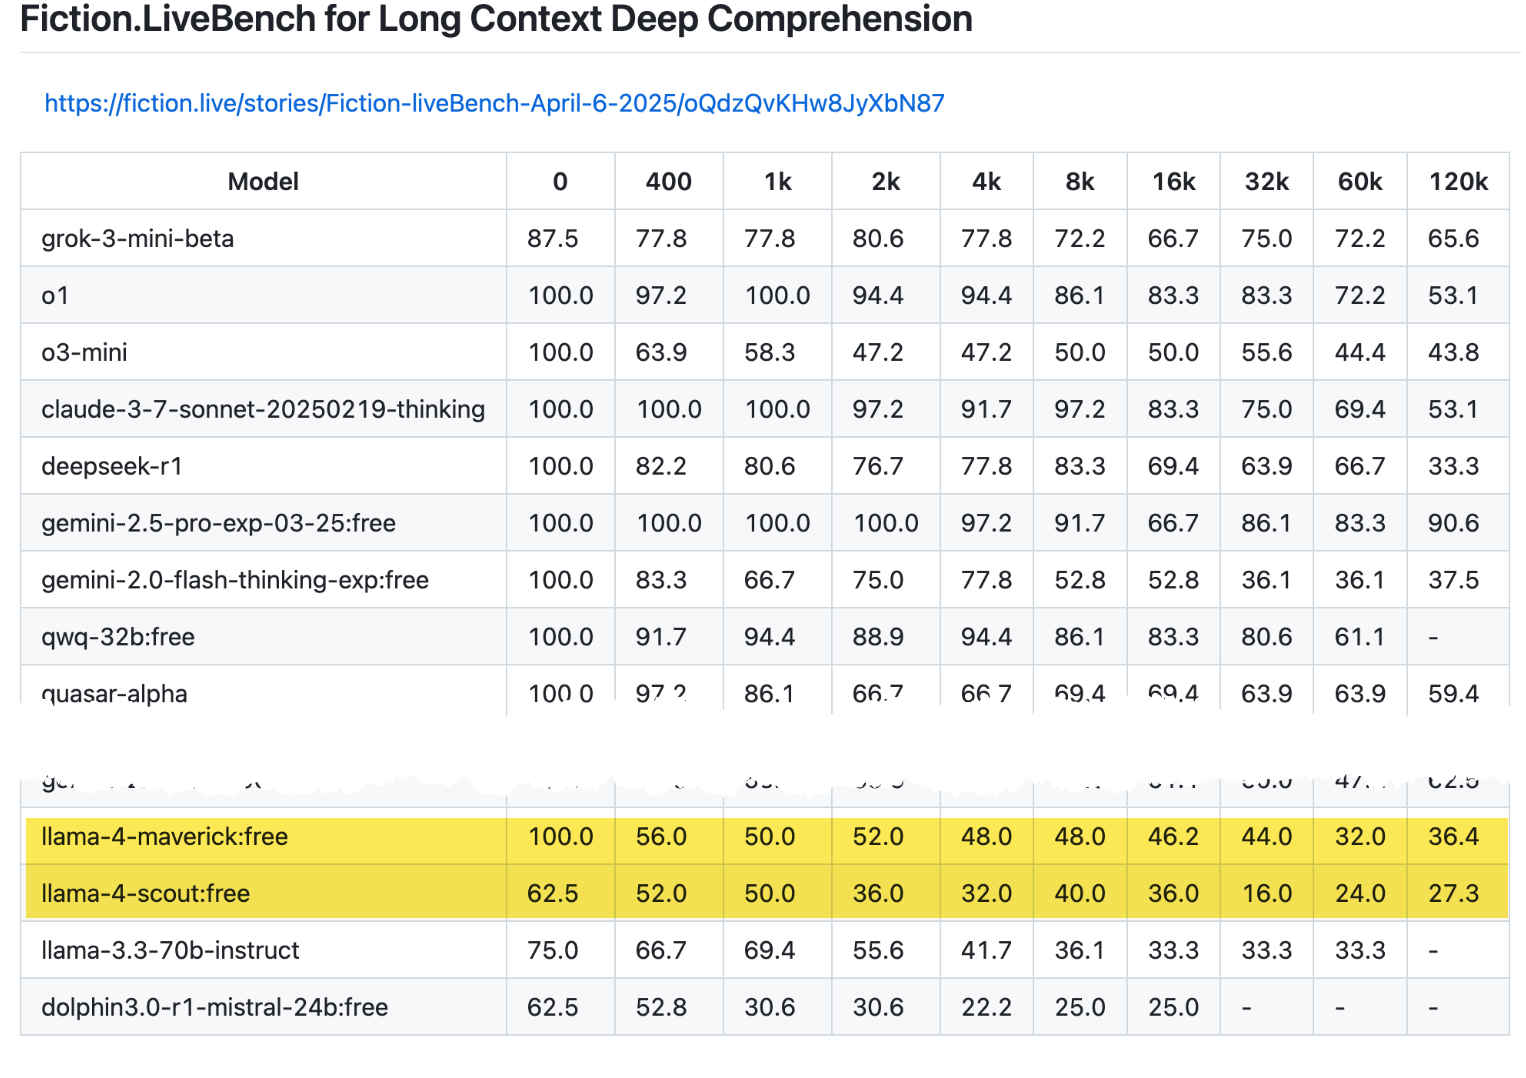 Fiction.LiveBench for Long Context Deep Comprehension
https://fiction.live/stories/Fiction-liveBench-April-6-2025/oQdzQvKHw8JyXbN87
Model 0 400 1k 2k 4k 8k 16k 32k 60k 120k
grok-3-mini-beta 87.5 77.8 77.8 80.6 77.8 72.2 66.7 75.0 72.2 65.6
o1 100.0 97.2 100.0 94.4 94.4 86.1 83.3 83.3 72.2 53.1
o3-mini 100.0 63.9 58.3 47.2 47.2 50.0 50.0 55.6 44.4 43.8
claude-3-7-sonnet-20250219-thinking 100.0 100.0 100.0 97.2 91.7 97.2 83.3 75.0 69.4 53.1
deepseek-r1 100.0 82.2 80.6 76.7 77.8 83.3 69.4 63.9 66.7 33.3
gemini-2.5-pro-exp-03-25:free 100.0 100.0 100.0 100.0 97.2 91.7 66.7 86.1 83.3 90.6
gemini-2.0-flash-thinking-exp:free 100.0 83.3 66.7 75.0 77.8 52.8 52.8 36.1 36.1 37.5
qwq-32b:free 100.0 91.7 94.4 88.9 94.4 86.1 83.3 80.6 61.1 -
quasar-alpha 100.0 97.2 86.1 66.7 66.7 69.4 69.4 63.9 63.9 59.4
llama-4-maverick:free 100.0 56.0 50.0 52.0 48.0 48.0 46.2 44.0 32.0 36.4
llama-4-scout:free 62.5 52.0 50.0 36.0 32.0 40.0 36.0 16.0 24.0 27.3
llama-3.3-70b-instruct 75.0 66.7 69.4 55.6 41.7 36.1 33.3 33.3 33.3 -
dolphin3.0-r1-mistral-24b:free 62.5 52.8 30.6 30.6 22.2 25.0 25.0 - - -